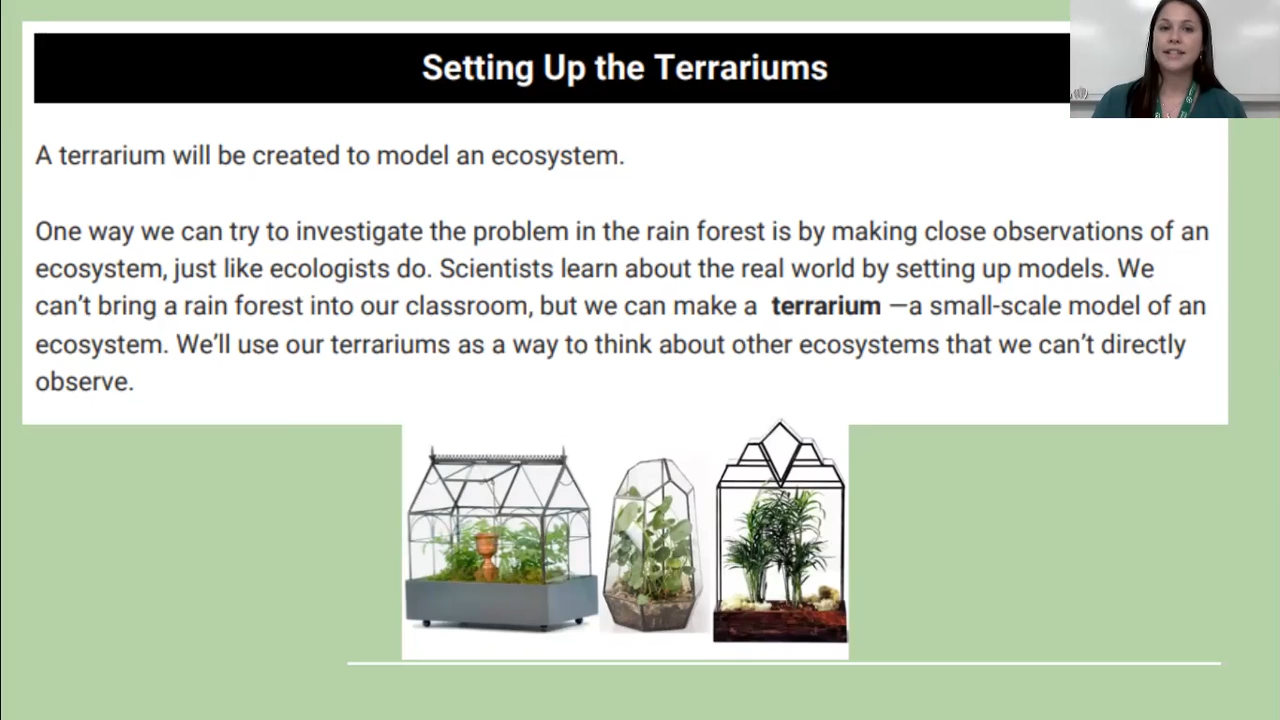 Setting Up the Terrariums
A terrarium will be created to model an ecosystem.
One way we can try to investigate the problem in the rain forest is by making close observations of an
ecosystem, just like ecologists do. Scientists learn about the real world by setting up models. We
can’t bring a rain forest into our classroom, but we can make a terrarium —a small-scale model of an
ecosystem. We’ll use our terrariums as a way to think about other ecosystems that we can’t directly
observe.